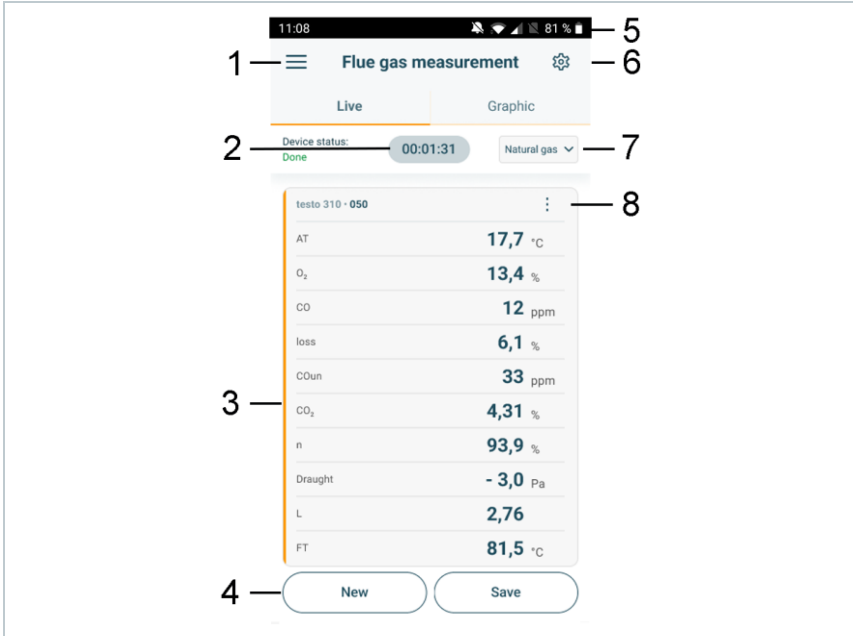 11:08 81 % 5
1 Flue gas measurement 6
Live Graphic
Device status:
2 00:01:31 Natural gas 7
Done
testo 310 · 050 8
AT 17,7 °C
O₂ 13,4 %
CO 12 ppm
loss 6,1 %
COun 33 ppm
3
CO₂ 4,31 %
n 93,9 %
Draught - 3,0 Pa
L 2,76
FT 81,5 °C
4 New Save